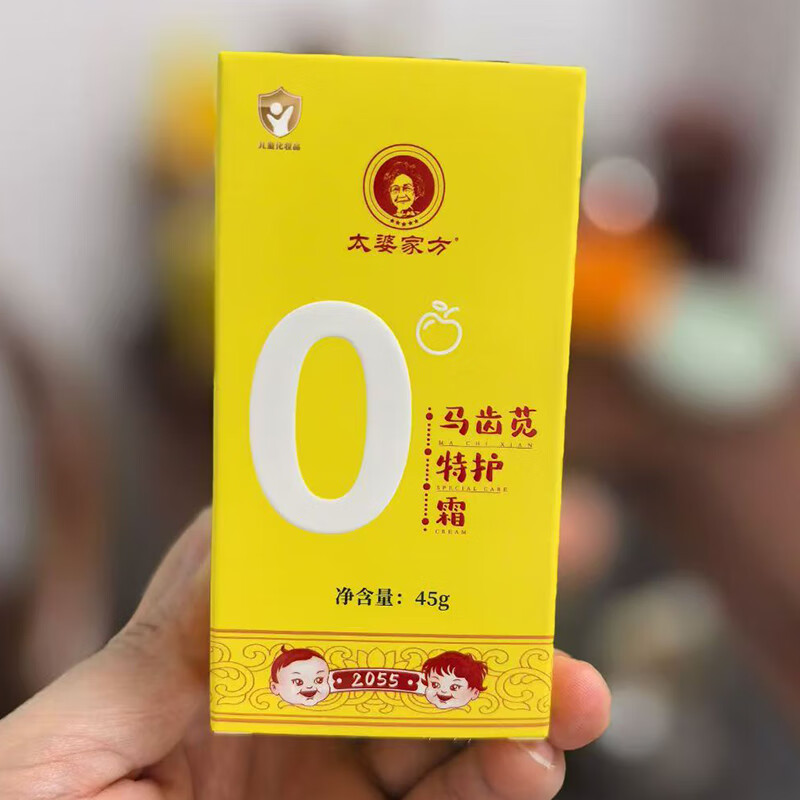 儿童化妆品
太婆家方®
0
马齿苋
MA CHI XIAN
特护
SPECIAL CARE
霜
CREAM
净含量：45g
·2055·